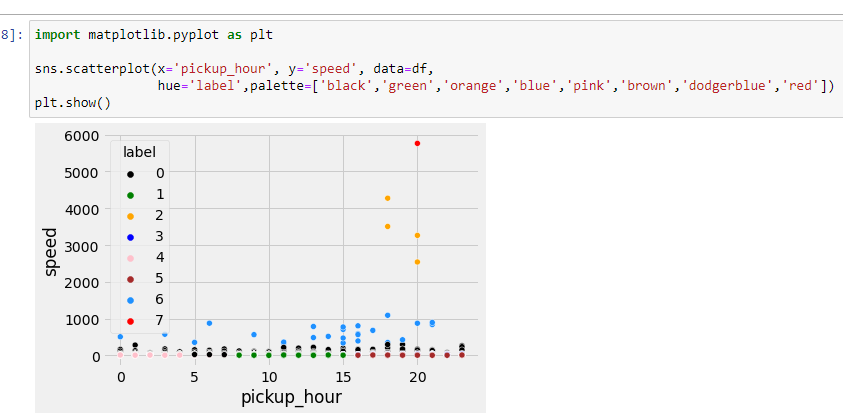 8]:
import matplotlib.pyplot as plt
sns.scatterplot(x='pickup_hour', y='speed', data=df,
hue='label',palette=['black','green','orange','blue','pink','brown','dodgerblue','red'])
plt.show()
6000
5000
4000
3000
2000
1000
0
speed
label
0
1
2
3
4
5
6
7
0 5 10 15 20
pickup_hour